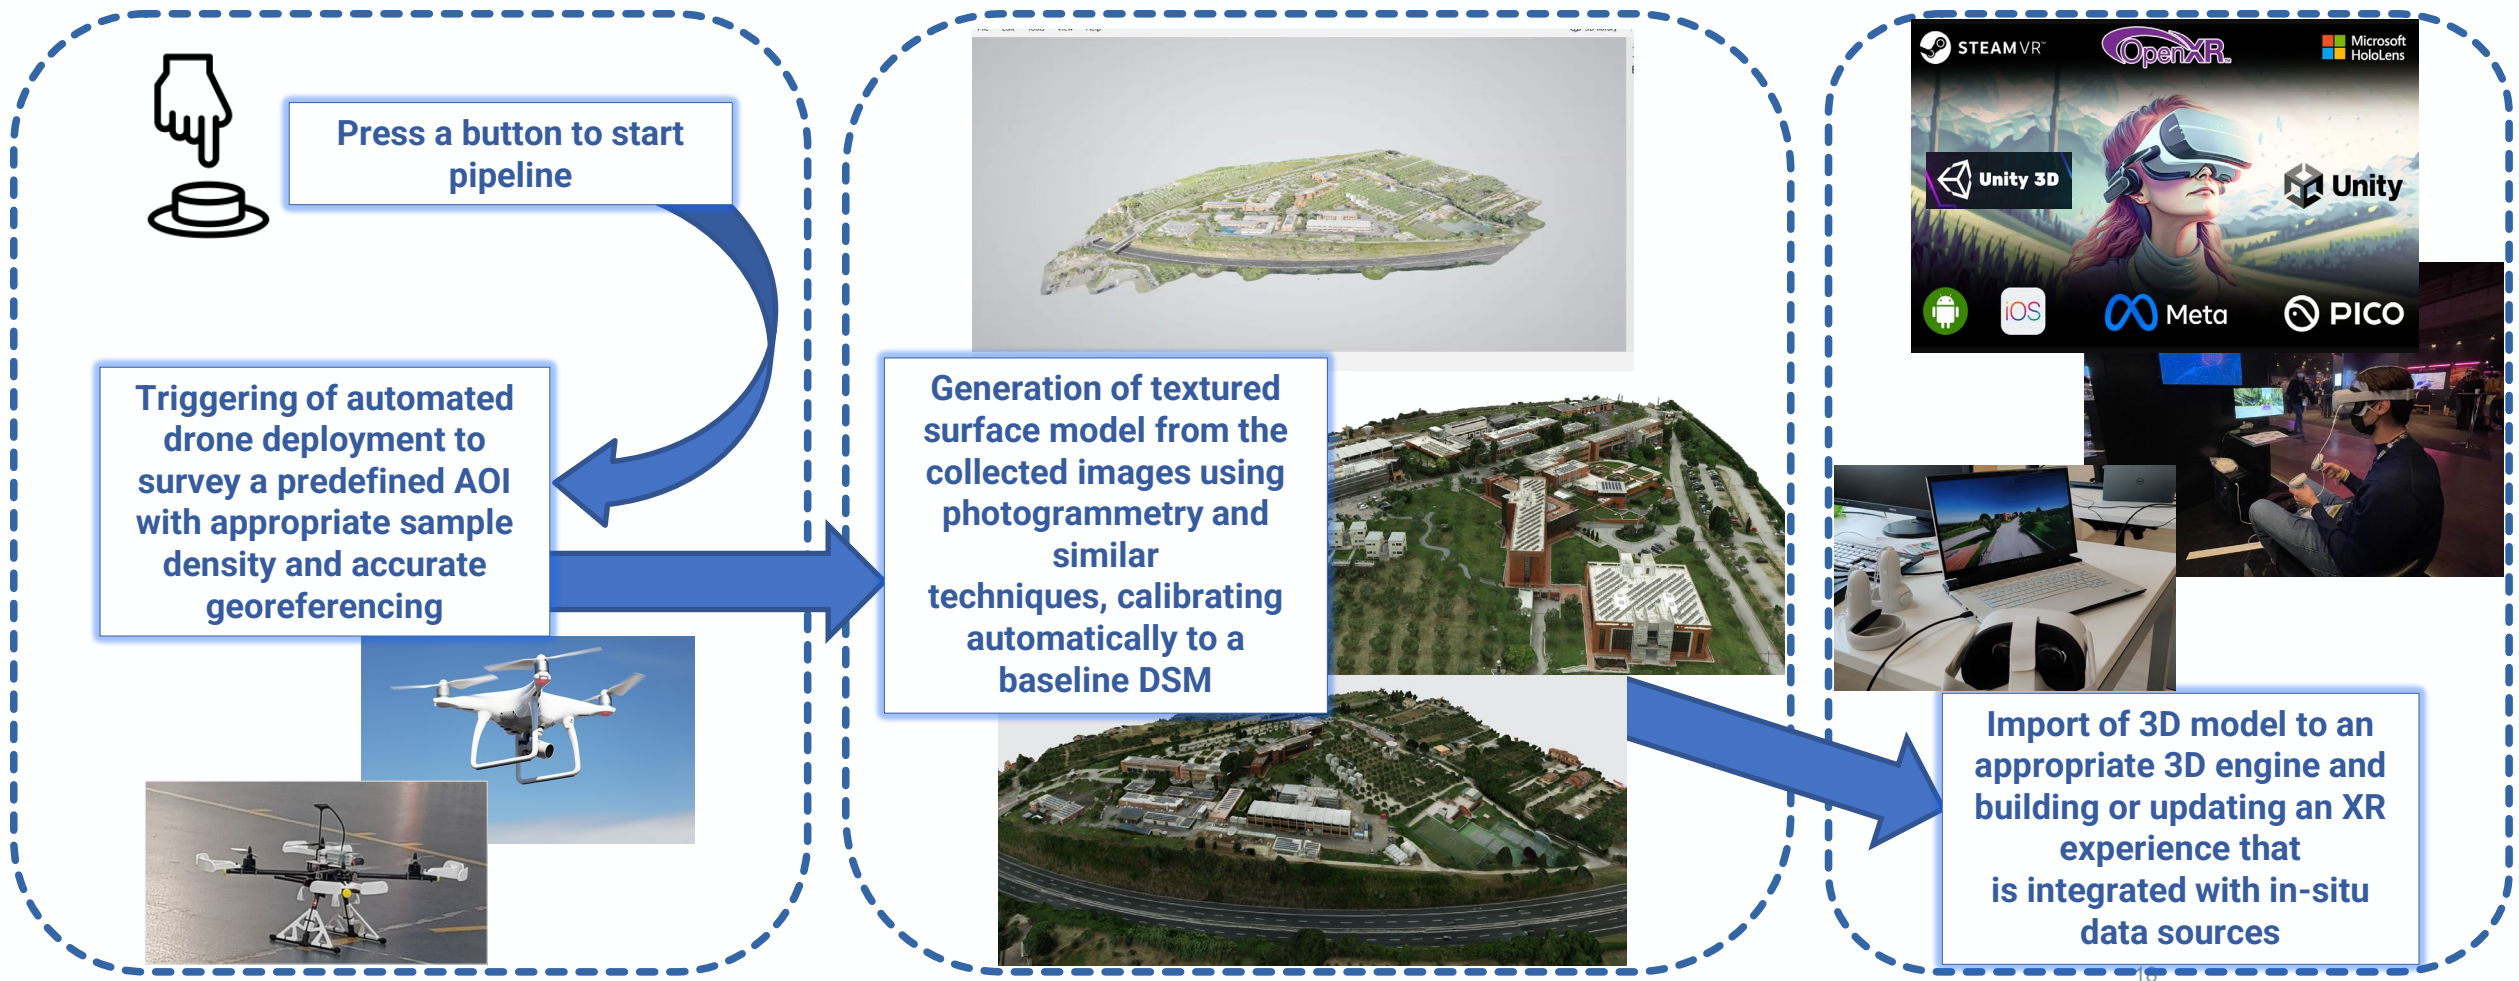 Press a button to start
pipeline
Triggering of automated
drone deployment to
survey a predefined AOI
with appropriate sample
density and accurate
georeferencing
Generation of textured
surface model from the
collected images using
photogrammetry and
similar
techniques, calibrating
automatically to a
baseline DSM
STEAMVR™
OpenXR™
Microsoft
HoloLens
Unity 3D
Unity
iOS
Meta
PICO
Import of 3D model to an
appropriate 3D engine and
building or updating an XR
experience that
is integrated with in-situ
data sources
18